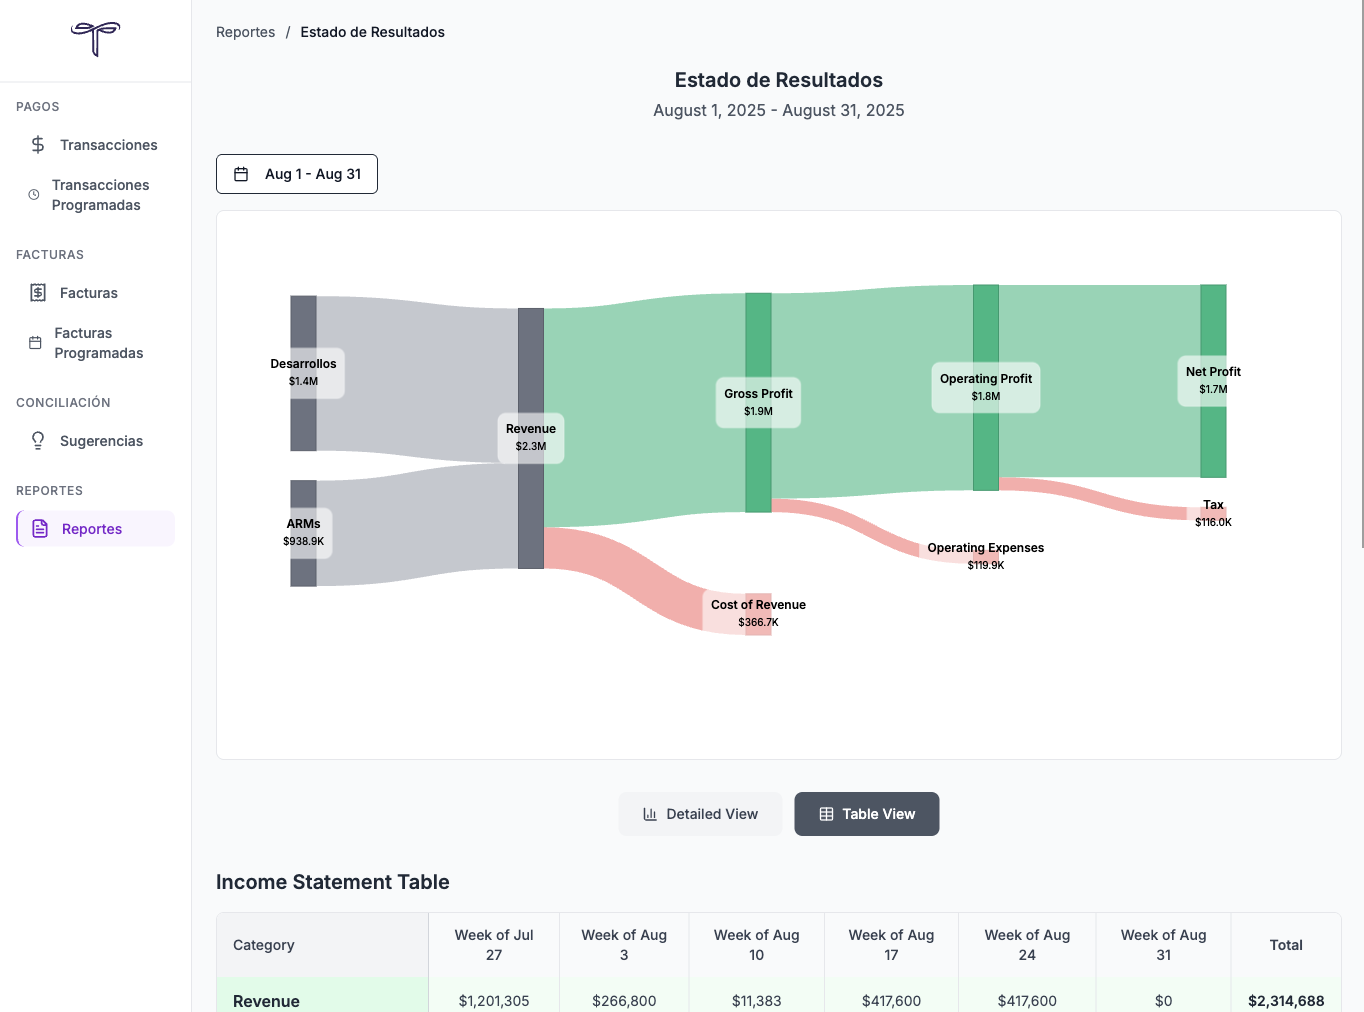 Reportes / Estado de Resultados
Estado de Resultados
August 1, 2025 - August 31, 2025
Aug 1 - Aug 31
PAGOS
Transacciones
Transacciones
Programadas
FACTURAS
Facturas
Facturas
Programadas
CONCILIACIÓN
Sugerencias
REPORTES
Reportes
Desarrollos
$1.4M
ARMs
$938.9K
Revenue
$2.3M
Gross Profit
$1.9M
Cost of Revenue
$366.7K
Operating Profit
$1.8M
Operating Expenses
$119.9K
Net Profit
$1.7M
Tax
$116.0K
Detailed View
Table View
Income Statement Table
Category
Week of Jul
27
Week of Aug
3
Week of Aug
10
Week of Aug
17
Week of Aug
24
Week of Aug
31
Total
Revenue $1,201,305 $266,800 $11,383 $417,600 $417,600 $0 $2,314,688